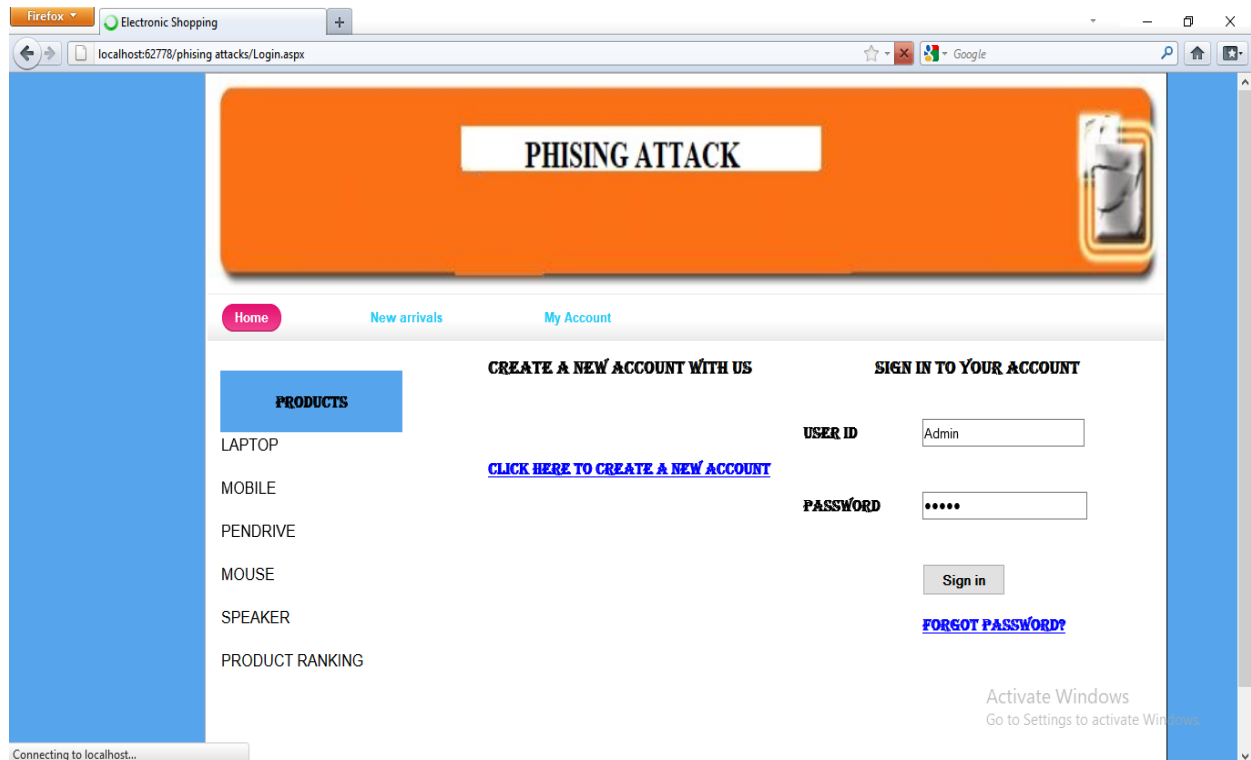 Firefox
Electronic Shopping
localhost:62778/phising attacks/Login.aspx
Google
PHISING ATTACK
Home
New arrivals
My Account
CREATE A NEW ACCOUNT WITH US
SIGN IN TO YOUR ACCOUNT
PRODUCTS
LAPTOP
MOBILE
PENDRIVE
MOUSE
SPEAKER
PRODUCT RANKING
CLICK HERE TO CREATE A NEW ACCOUNT
USER ID
Admin
PASSWORD
•••••
Sign in
FORGOT PASSWORD?
Activate Windows
Go to Settings to activate Windows.
Connecting to localhost...